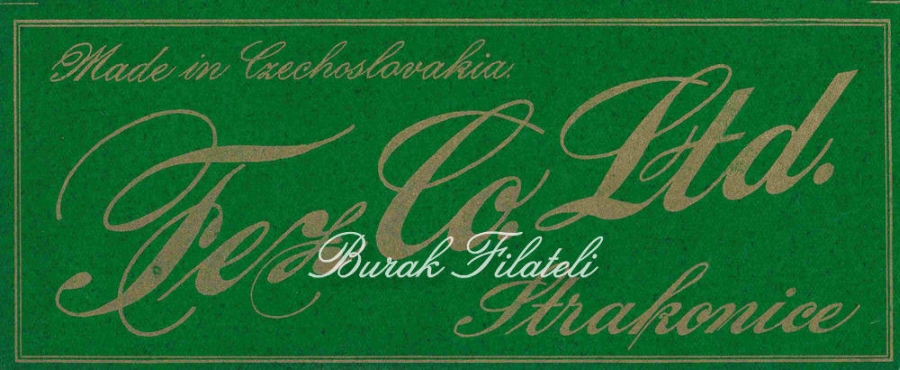 Made in Czechoslovakia.
Fez Co. Ltd.
Burak Filateli
Strakonice